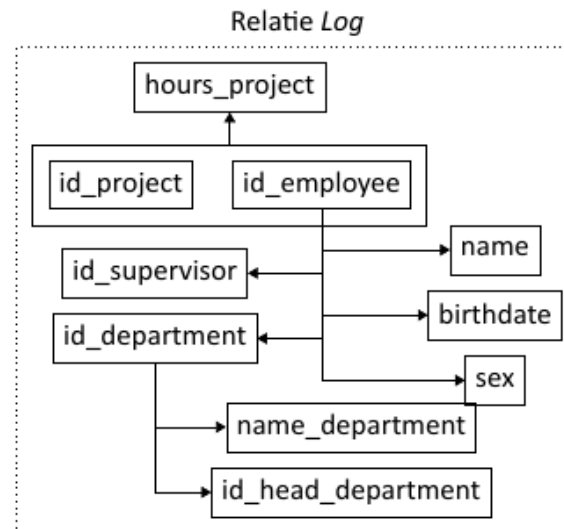 Relatie Log
hours_project
id_project
id_employee
name
id_supervisor
birthdate
id_department
sex
name_department
id_head_department